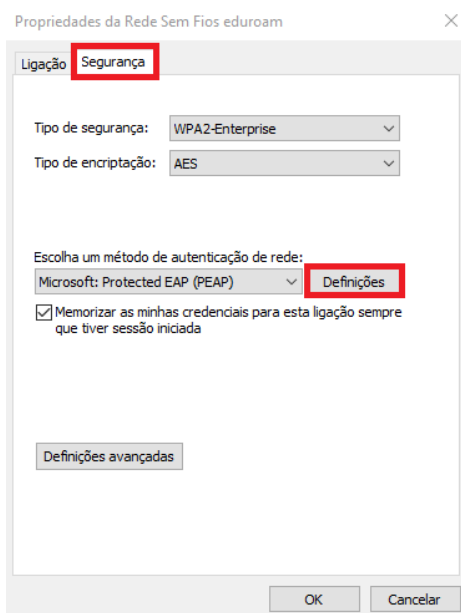 Propriedades da Rede Sem Fios eduroam
Ligação
Segurança
Tipo de segurança: WPA2-Enterprise
Tipo de encriptação: AES
Escolha um método de autenticação de rede:
Microsoft: Protected EAP (PEAP)
Definições
Memorizar as minhas credenciais para esta ligação sempre
que tiver sessão iniciada
Definições avançadas
OK
Cancelar